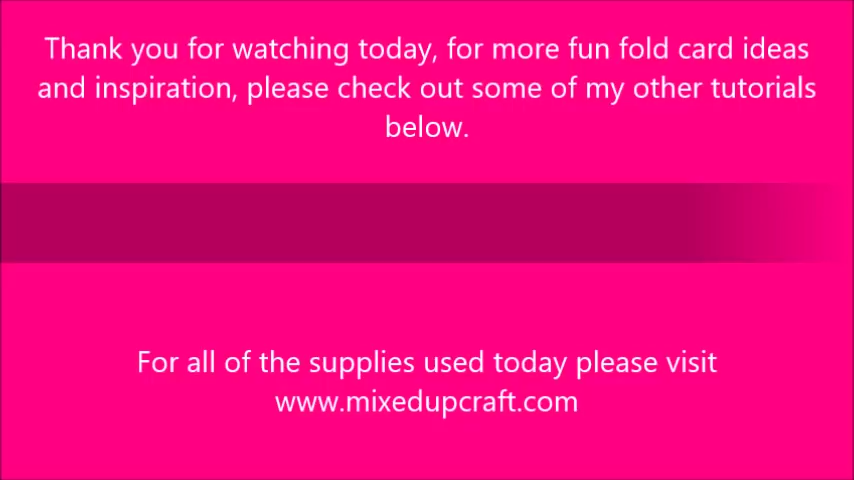 Thank you for watching today, for more fun fold card ideas
and inspiration, please check out some of my other tutorials
below.
For all of the supplies used today please visit
www.mixedupcraft.com